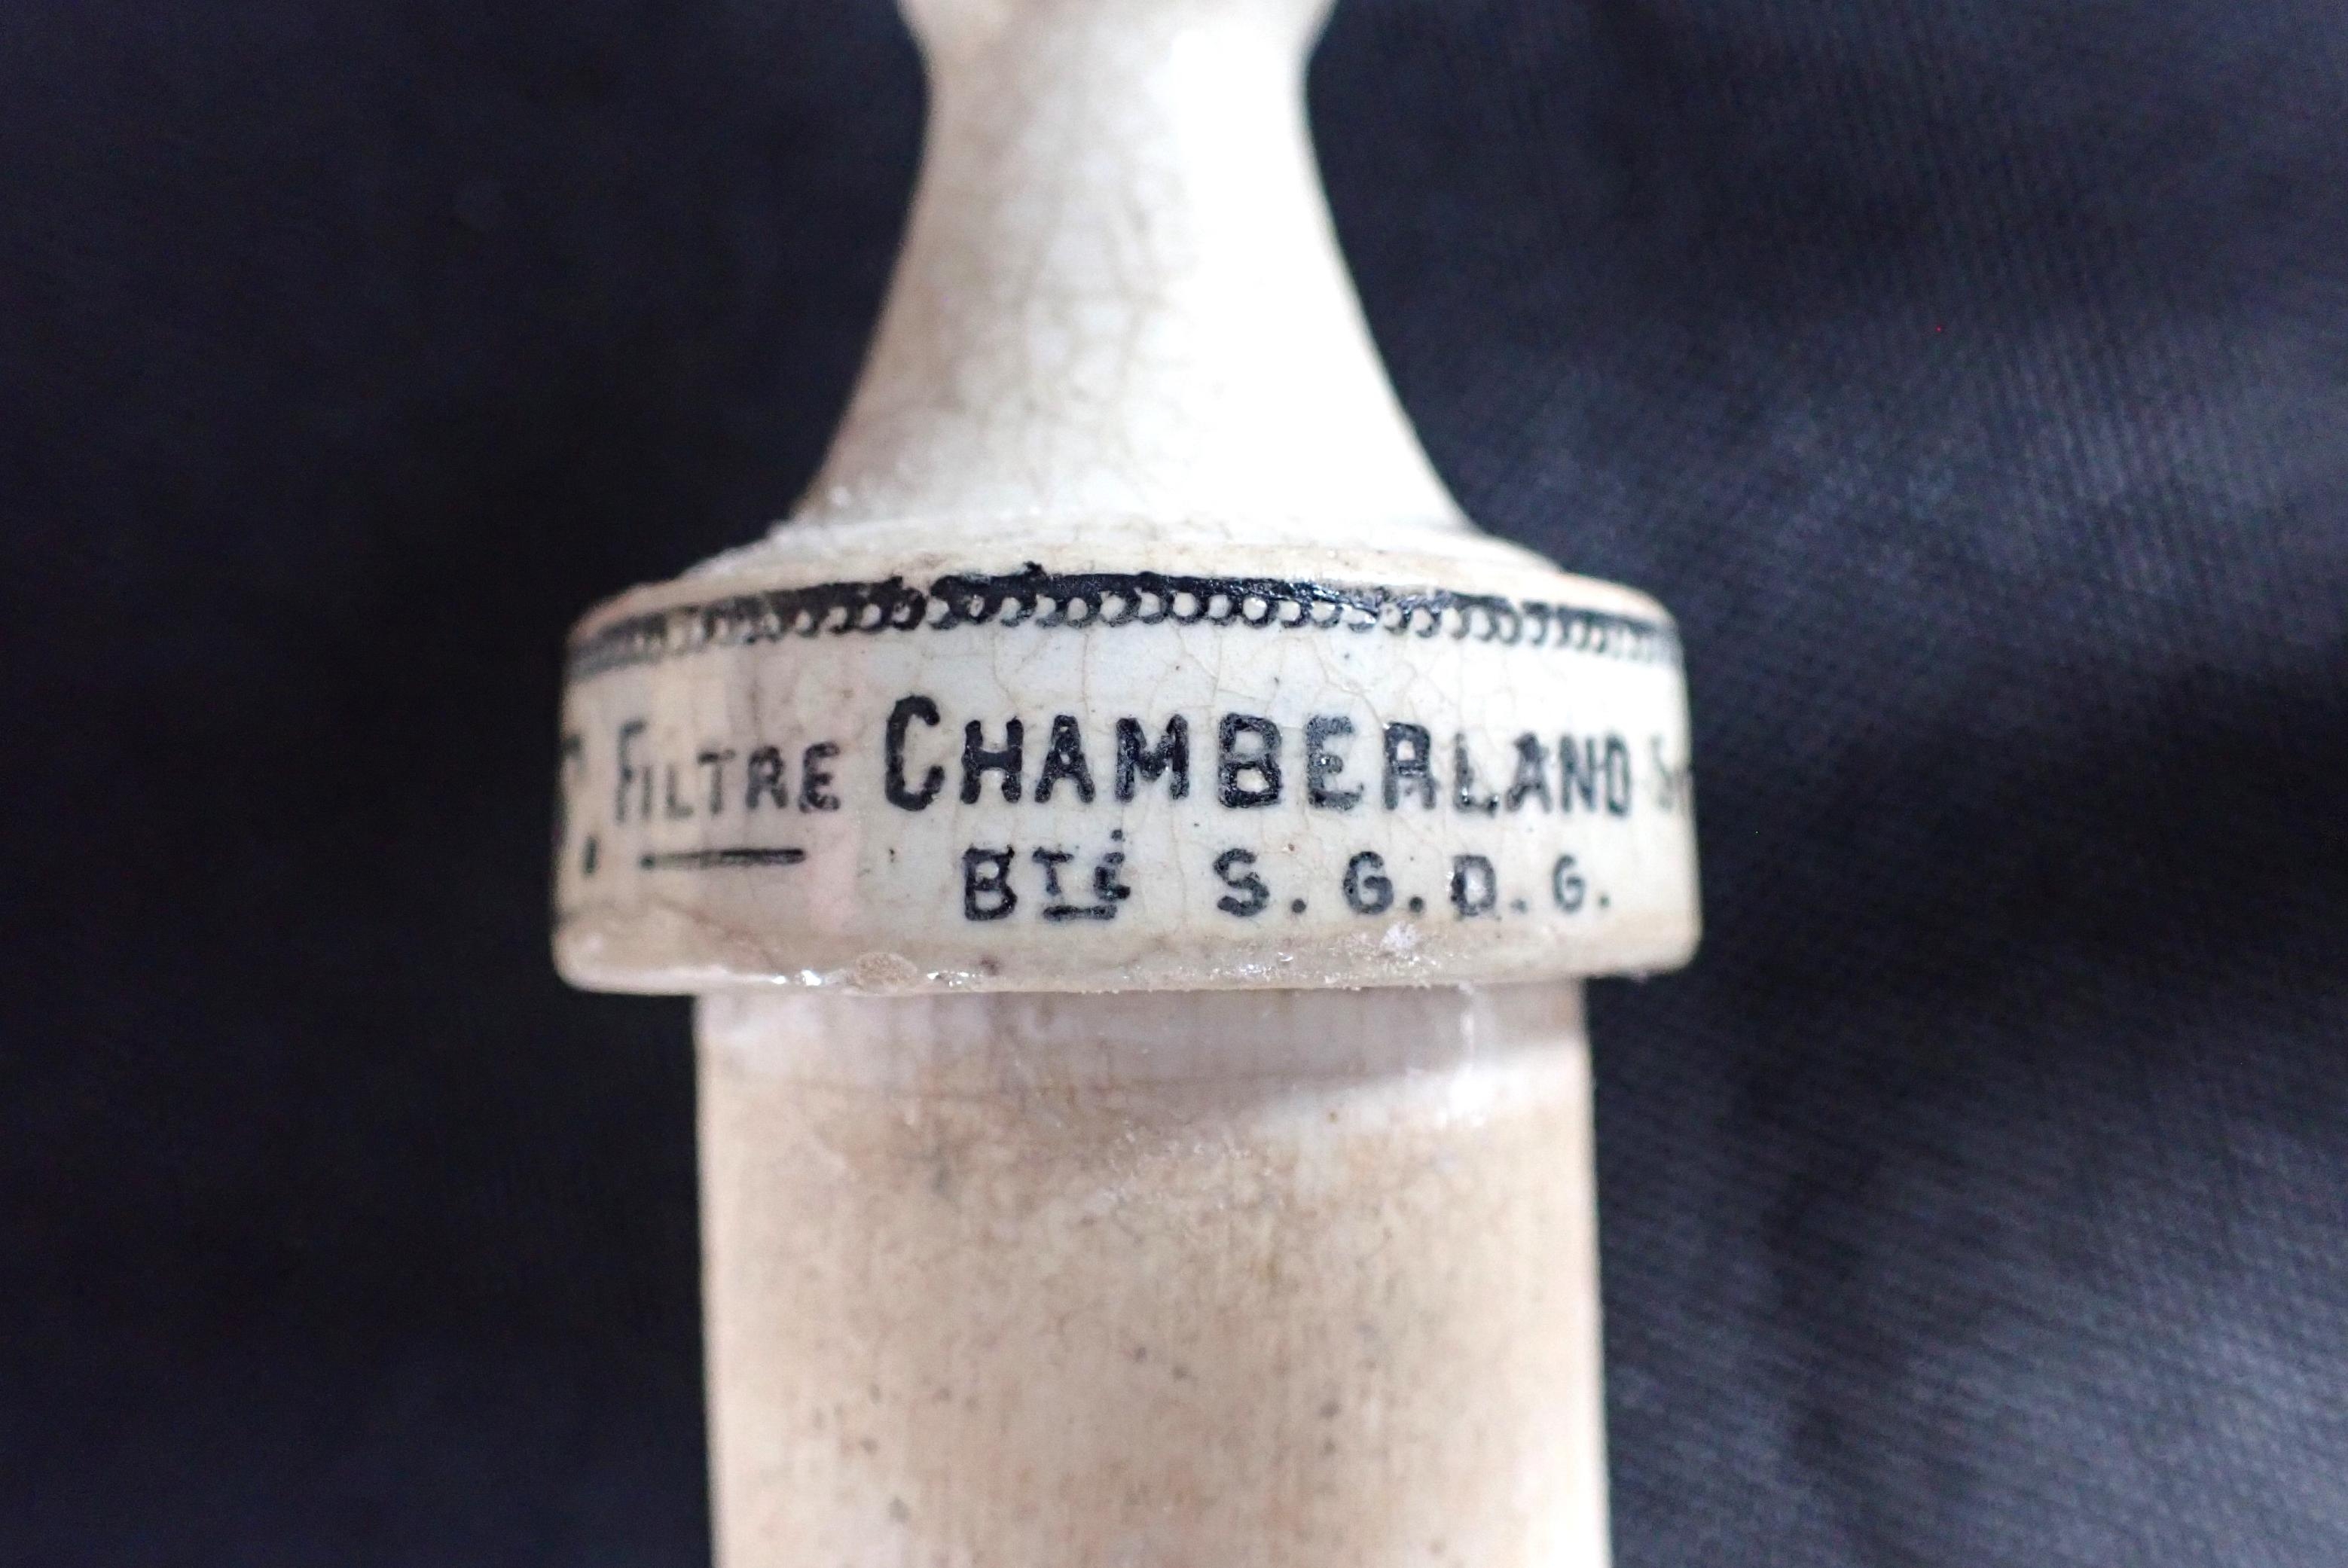 FILTRE CHAMBERLAND
BTÉ S. G. D. G.